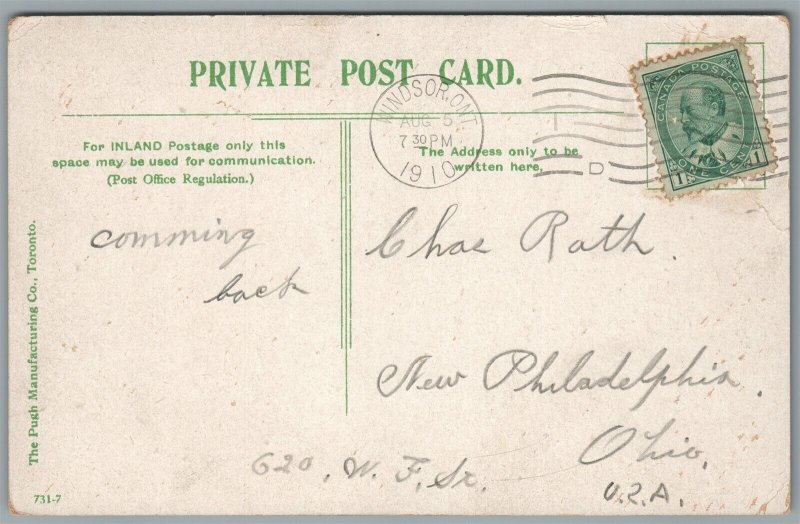 PRIVATE POST CARD.
WINDSOR, ONT.
AUG 5
7 30 PM
1910
D
CANADA POSTAGE
1 1
ONE CENT
For INLAND Postage only this
space may be used for communication.
(Post Office Regulation.)
The Address only to be
written here.
comming
back
Chas Rath.
New Philadelphia.
Ohio,
U.S.A.
620. W. F. St.
The Pugh Manufacturing Co., Toronto.
731-7